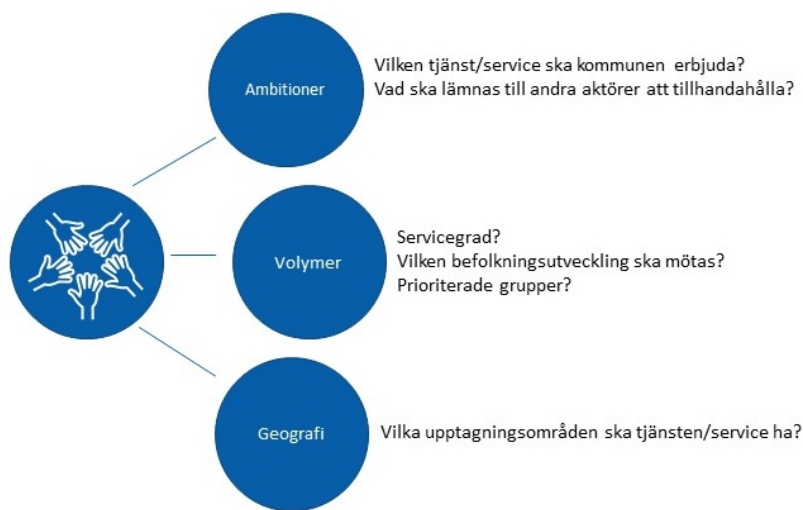 Ambitioner
Vilken tjänst/service ska kommunen erbjuda?
Vad ska lämnas till andra aktörer att tillhandahålla?
Volymer
Servicegrad?
Vilken befolkningsutveckling ska mötas?
Prioriterade grupper?
Geografi
Vilka upptagningsområden ska tjänsten/service ha?